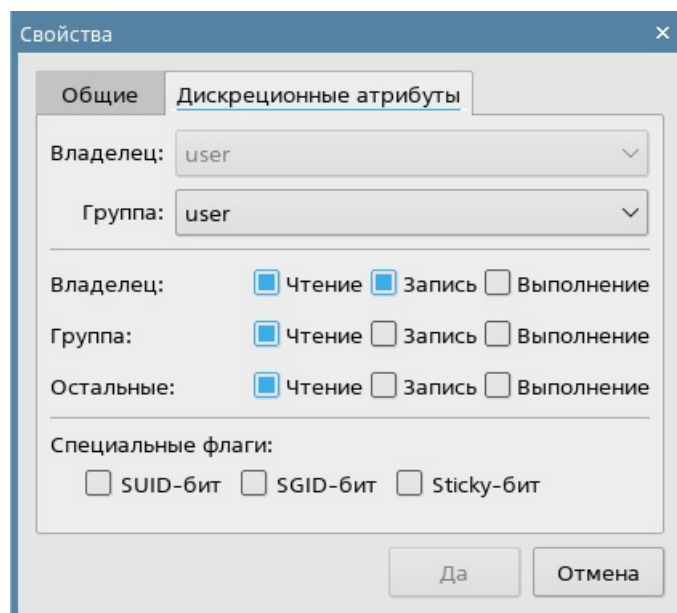 Свойства
Общие Дискреционные атрибуты
Владелец: user
Группа: user
Владелец: Чтение Запись Выполнение
Группа: Чтение Запись Выполнение
Остальные: Чтение Запись Выполнение
Специальные флаги:
SUID-бит SGID-бит Sticky-бит
Да Отмена